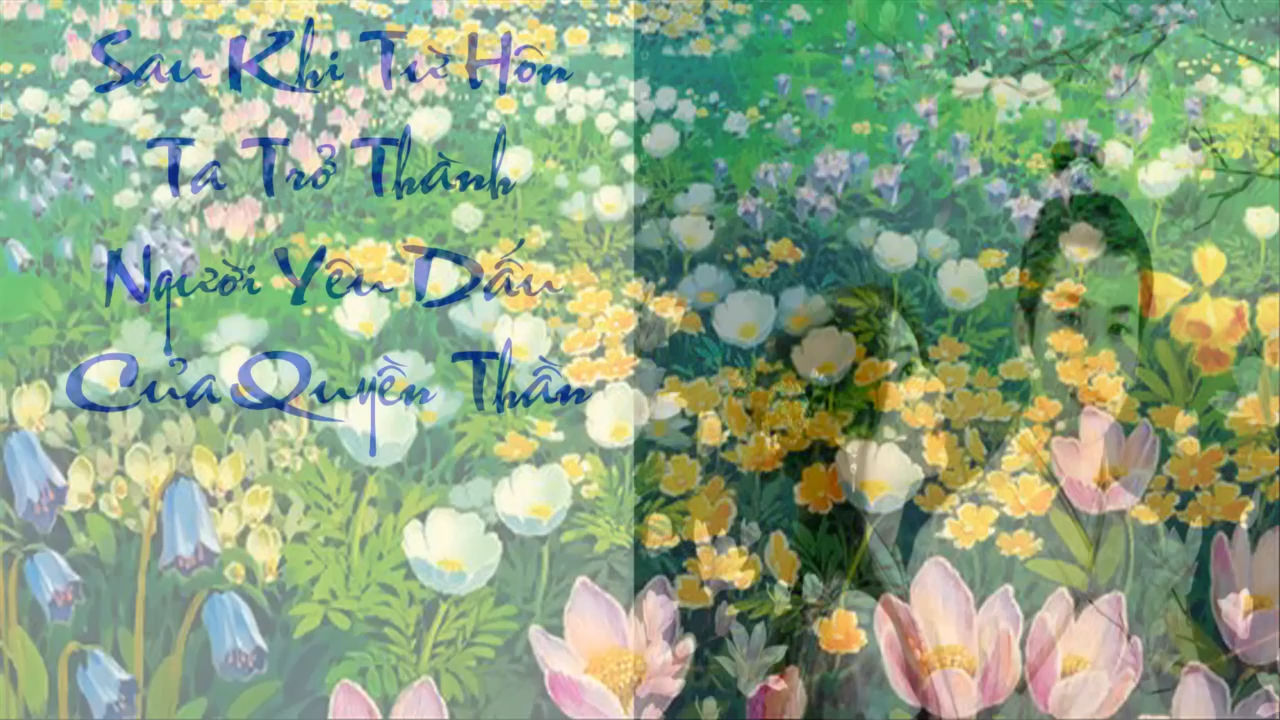 Sau Khi Từ Hôn
Ta Trở Thành
Người Yêu Dấu
Của Quyền Thần